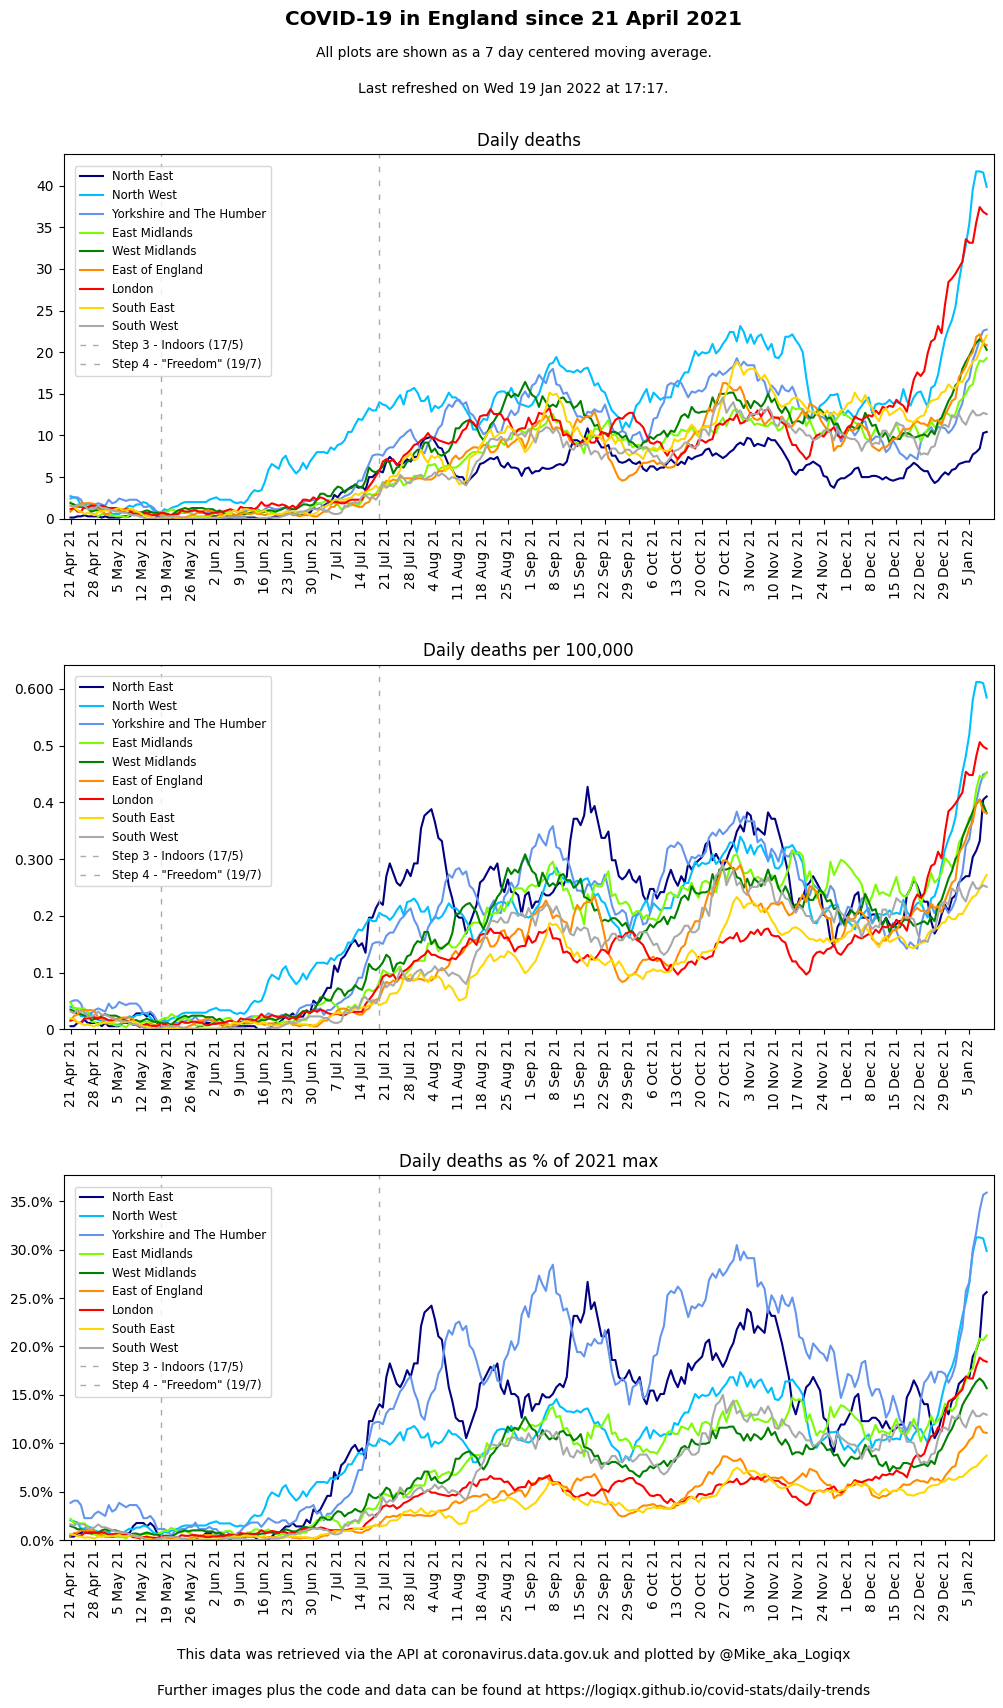 COVID-19 in England since 21 April 2021
All plots are shown as a 7 day centered moving average.
Last refreshed on Wed 19 Jan 2022 at 17:17.
Daily deaths
North East
North West
Yorkshire and The Humber
East Midlands
West Midlands
East of England
London
South East
South West
Step 3 - Indoors (17/5)
Step 4 - "Freedom" (19/7)
40
35
30
25
20
15
10
5
0
21 Apr 21
28 Apr 21
5 May 21
12 May 21
19 May 21
26 May 21
2 Jun 21
9 Jun 21
16 Jun 21
23 Jun 21
30 Jun 21
7 Jul 21
14 Jul 21
21 Jul 21
28 Jul 21
4 Aug 21
11 Aug 21
18 Aug 21
25 Aug 21
1 Sep 21
8 Sep 21
15 Sep 21
22 Sep 21
29 Sep 21
6 Oct 21
13 Oct 21
20 Oct 21
27 Oct 21
3 Nov 21
10 Nov 21
17 Nov 21
24 Nov 21
1 Dec 21
8 Dec 21
15 Dec 21
22 Dec 21
29 Dec 21
5 Jan 22
Daily deaths per 100,000
North East
North West
Yorkshire and The Humber
East Midlands
West Midlands
East of England
London
South East
South West
Step 3 - Indoors (17/5)
Step 4 - "Freedom" (19/7)
0.600
0.5
0.4
0.300
0.2
0.1
0
21 Apr 21
28 Apr 21
5 May 21
12 May 21
19 May 21
26 May 21
2 Jun 21
9 Jun 21
16 Jun 21
23 Jun 21
30 Jun 21
7 Jul 21
14 Jul 21
21 Jul 21
28 Jul 21
4 Aug 21
11 Aug 21
18 Aug 21
25 Aug 21
1 Sep 21
8 Sep 21
15 Sep 21
22 Sep 21
29 Sep 21
6 Oct 21
13 Oct 21
20 Oct 21
27 Oct 21
3 Nov 21
10 Nov 21
17 Nov 21
24 Nov 21
1 Dec 21
8 Dec 21
15 Dec 21
22 Dec 21
29 Dec 21
5 Jan 22
Daily deaths as % of 2021 max
North East
North West
Yorkshire and The Humber
East Midlands
West Midlands
East of England
London
South East
South West
Step 3 - Indoors (17/5)
Step 4 - "Freedom" (19/7)
35.0%
30.0%
25.0%
20.0%
15.0%
10.0%
5.0%
0.0%
21 Apr 21
28 Apr 21
5 May 21
12 May 21
19 May 21
26 May 21
2 Jun 21
9 Jun 21
16 Jun 21
23 Jun 21
30 Jun 21
7 Jul 21
14 Jul 21
21 Jul 21
28 Jul 21
4 Aug 21
11 Aug 21
18 Aug 21
25 Aug 21
1 Sep 21
8 Sep 21
15 Sep 21
22 Sep 21
29 Sep 21
6 Oct 21
13 Oct 21
20 Oct 21
27 Oct 21
3 Nov 21
10 Nov 21
17 Nov 21
24 Nov 21
1 Dec 21
8 Dec 21
15 Dec 21
22 Dec 21
29 Dec 21
5 Jan 22
This data was retrieved via the API at coronavirus.data.gov.uk and plotted by @Mike_aka_Logiqx
Further images plus the code and data can be found at https://logiqx.github.io/covid-stats/daily-trends